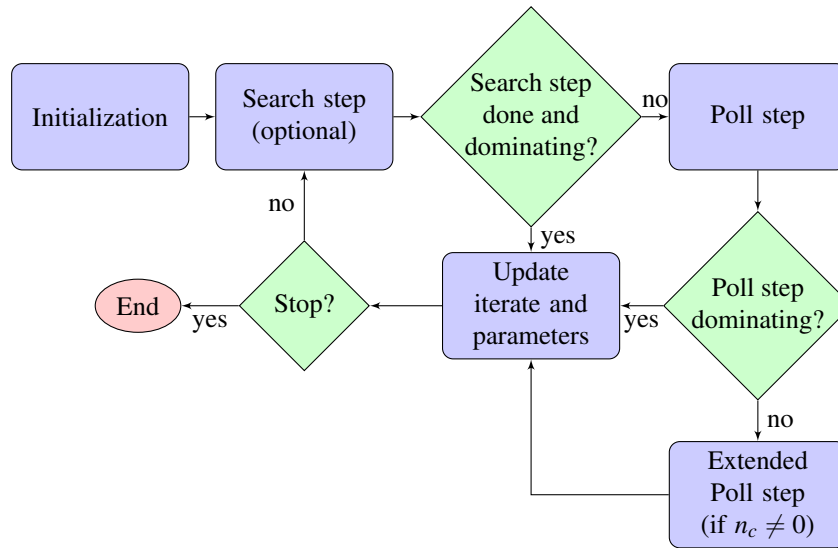 Initialization
Search step
(optional)
Search step
done and
dominating?
no
Poll step
no
yes
Update
iterate and
parameters
Poll step
dominating?
yes
Stop?
yes
End
no
Extended
Poll step
(if $n_c \neq 0$)